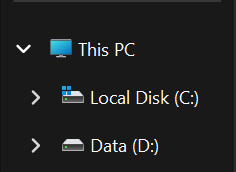 This PC
Local Disk (C:)
Data (D:)